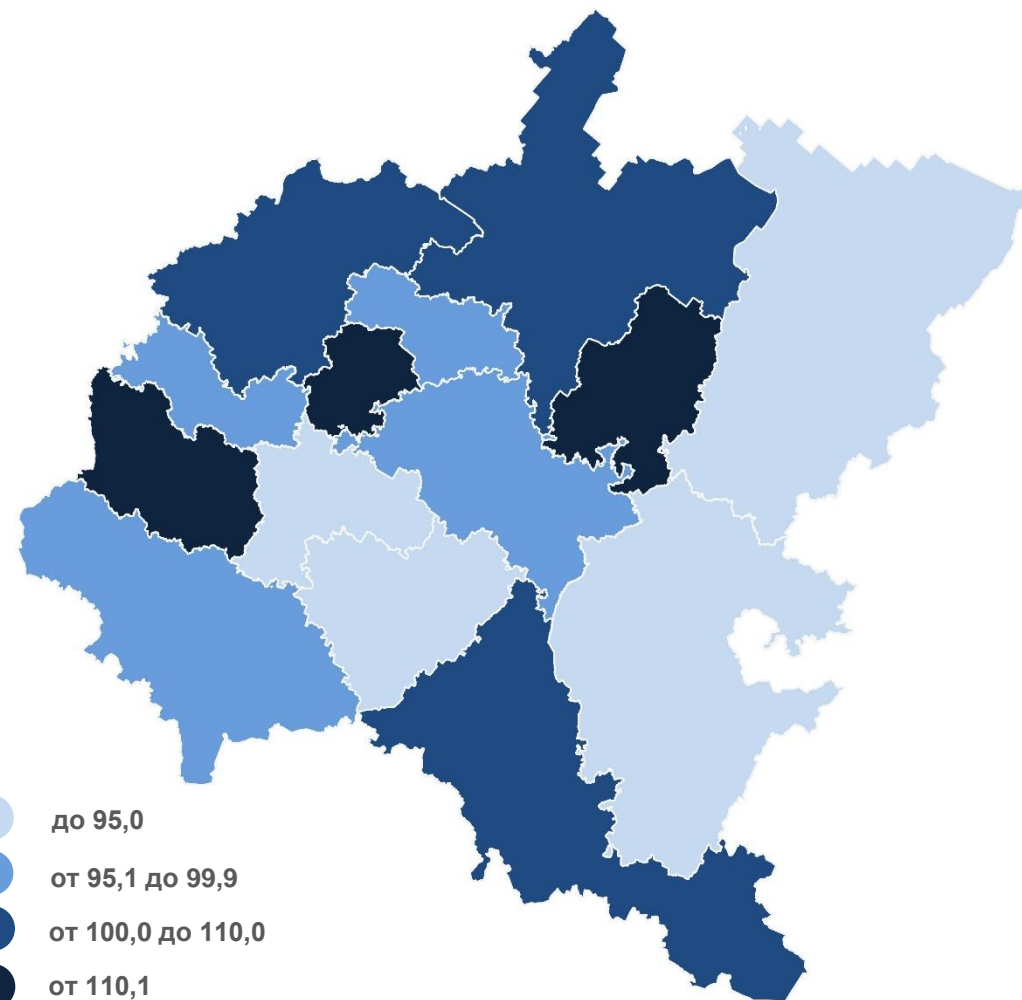 до 95,0
от 95,1 до 99,9
от 100,0 до 110,0
от 110,1